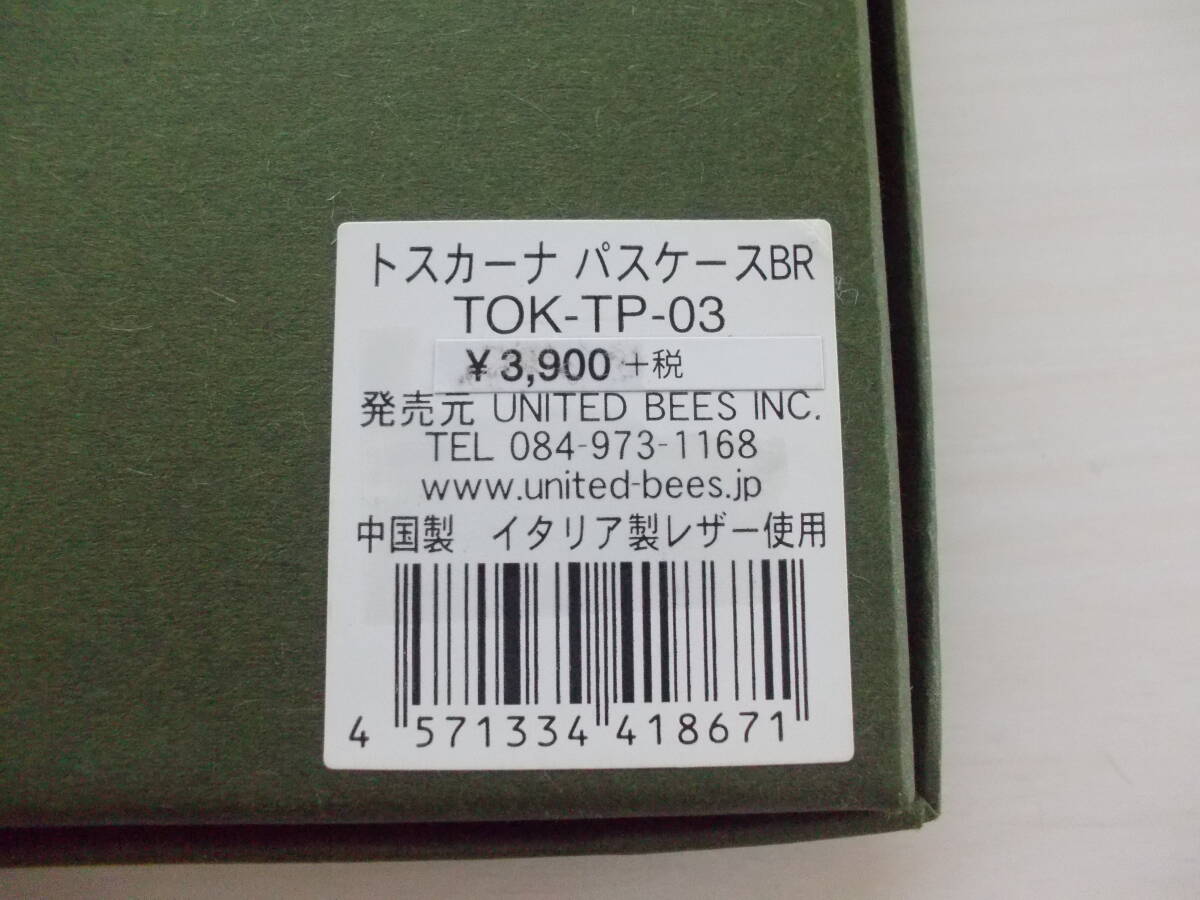 トスカーナ パスケースBR
TOK-TP-03
¥3,900 +税
発売元 UNITED BEES INC.
TEL 084-973-1168
www.united-bees.jp
中国製　イタリア製レザー使用
4 571334 418671